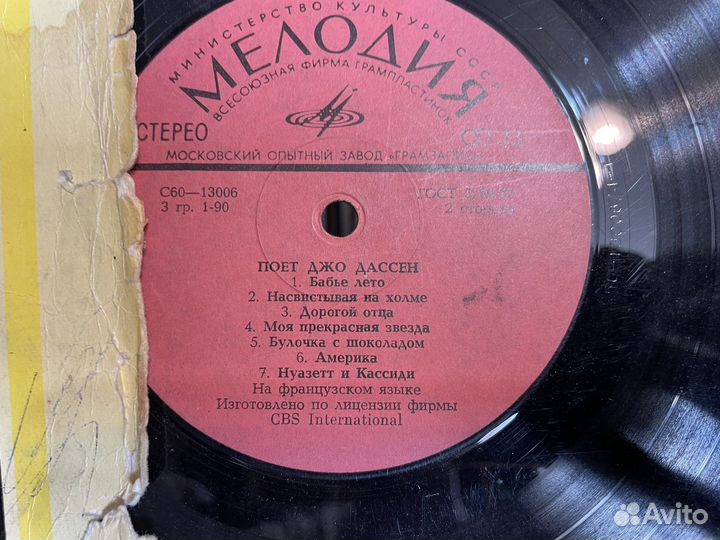 МИНИСТЕРСТВО КУЛЬТУРЫ СССР
МЕЛОДИЯ
ВСЕСОЮЗНАЯ ФИРМА ГРАМПЛАСТИНОК
СТЕРЕО
33
МОСКОВСКИЙ ОПЫТНЫЙ ЗАВОД «ГРАМЗАПИСЬ»
С60—13006
ГОСТ
3 гр. 1-90
2 сторона
ПОЕТ ДЖО ДАССЕН
1. Бабье лето
2. Насвистывая на холме
3. Дорогой отца
4. Моя прекрасная звезда
5. Булочка с шоколадом
6. Америка
7. Нуазетт и Кассиди
На французском языке
Изготовлено по лицензии фирмы
CBS International
Avito